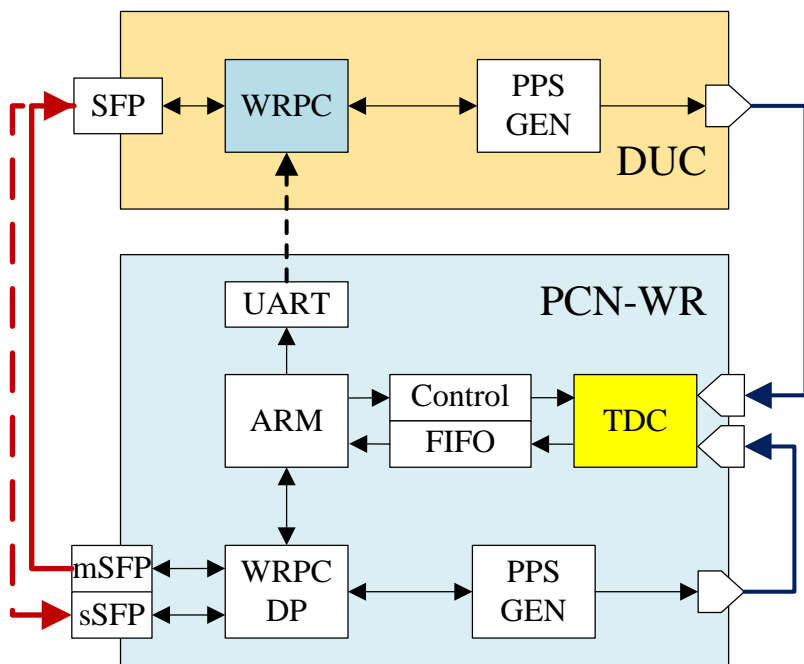 SFP
WRPC
PPS
GEN
DUC
UART
PCN-WR
ARM
Control
FIFO
TDC
mSFP
sSFP
WRPC
DP
PPS
GEN